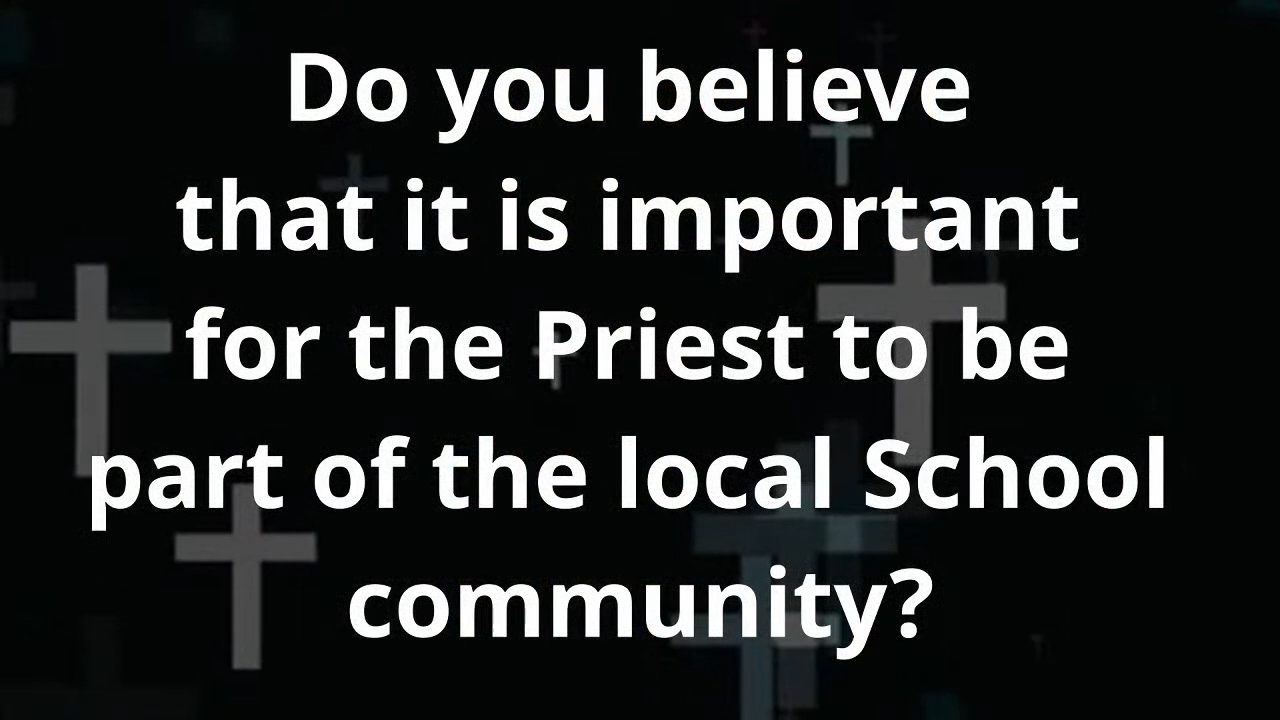 Do you believe
that it is important
for the Priest to be
part of the local School
community?